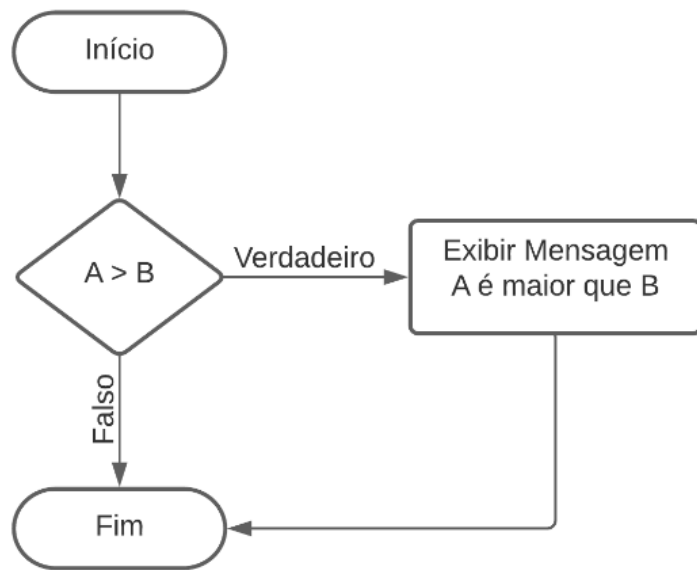 Início
A > B
Verdadeiro
Exibir Mensagem
A é maior que B
Falso
Fim